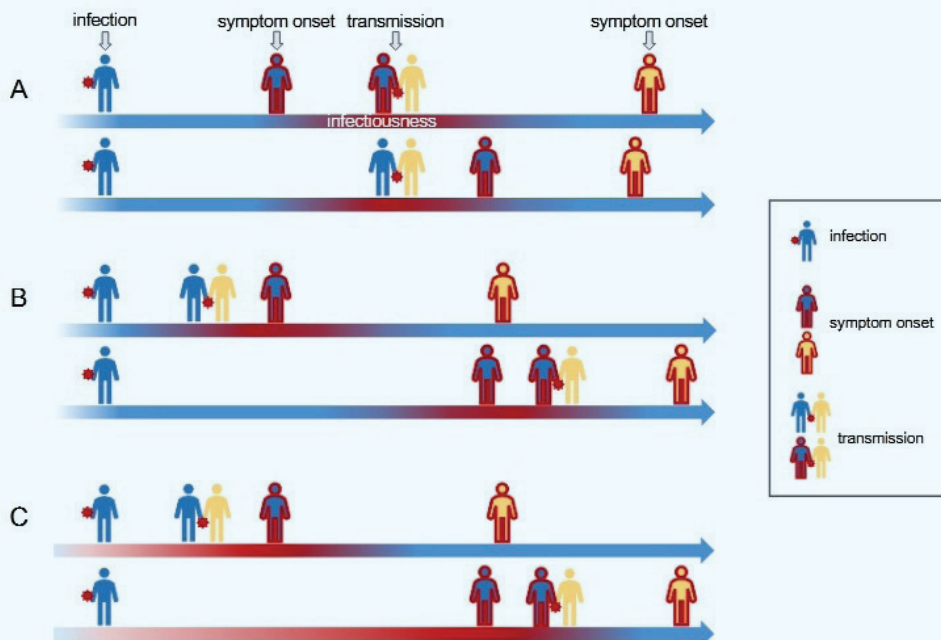 infection symptom onset transmission symptom onset
A
infectiousness
B
C
infection
symptom onset
transmission